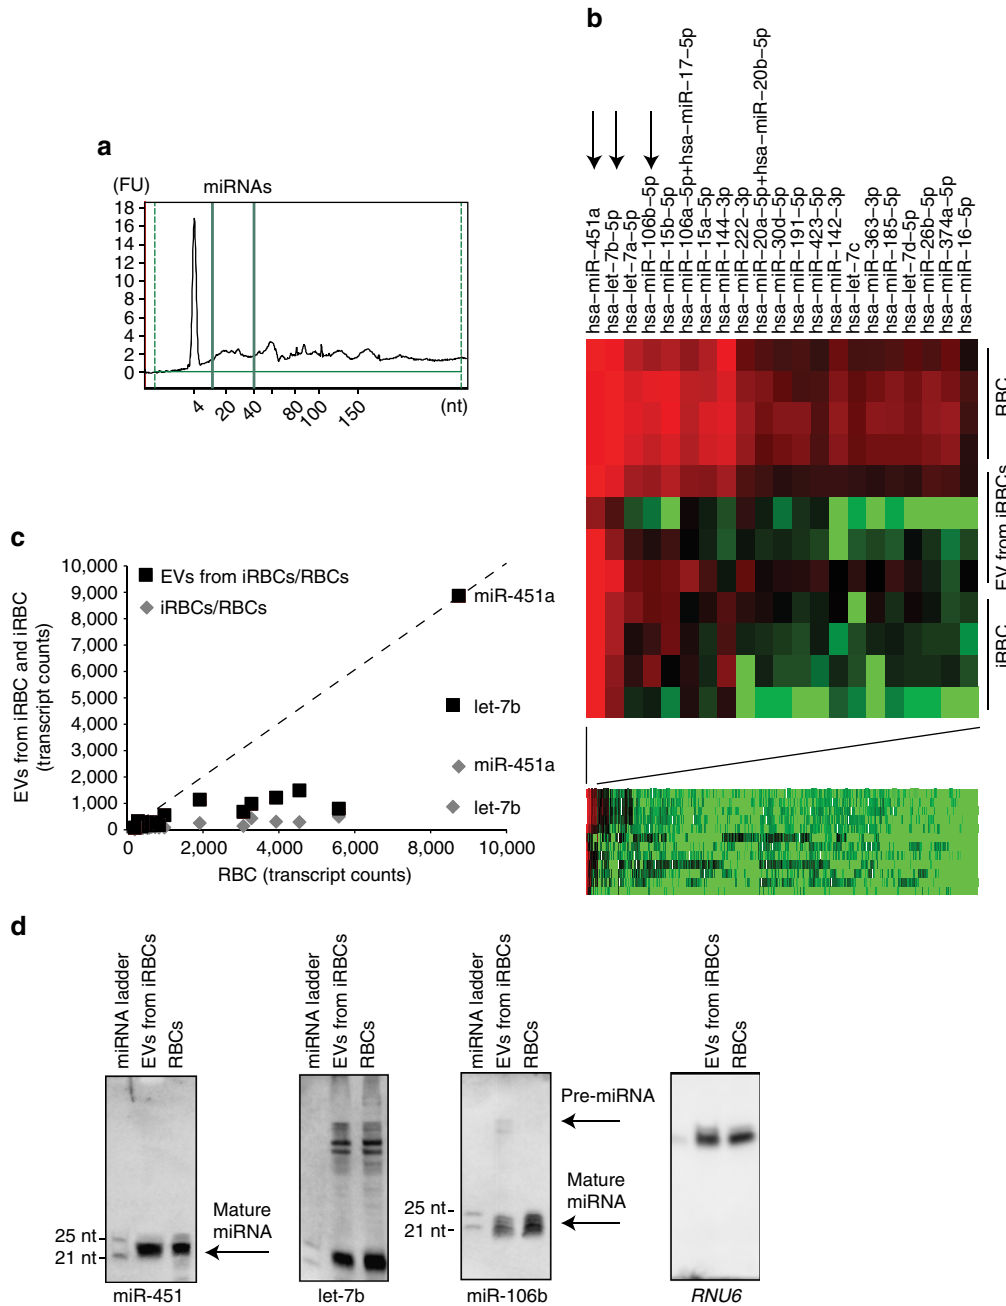 a
(FU)
miRNAs
18
16
14
12
10
8
6
4
2
0
4
20
40
80
100
150
(nt)
b
hsa–miR–451a
hsa–let–7b–5p
hsa–let–7a–5p
hsa–miR–106b–5p
hsa–miR–15b–5p
hsa–miR–106a–5p+hsa–miR–17–5p
hsa–miR–15a–5p
hsa–miR–144–3p
hsa–miR–222–3p
hsa–miR–20a–5p+hsa–miR–20b–5p
hsa–miR–30d–5p
hsa–miR–191–5p
hsa–miR–423–5p
hsa–miR–142–3p
hsa–let–7c
hsa–miR–363–3p
hsa–miR–185–5p
hsa–let–7d–5p
hsa–miR–26b–5p
hsa–miR–374a–5p
hsa–miR–16–5p
RBC
EV from iRBCs
iRBC
c
EVs from iRBC and iRBC
(transcript counts)
10,000
9,000
8,000
7,000
6,000
5,000
4,000
3,000
2,000
1,000
0
EVs from iRBCs/RBCs
iRBCs/RBCs
miR-451a
let-7b
miR-451a
let-7b
0
2,000
4,000
6,000
8,000
10,000
RBC (transcript counts)
d
miRNA ladder
EVs from iRBCs
RBCs
25 nt
21 nt
Mature
miRNA
miR-451
miRNA ladder
EVs from iRBCs
RBCs
let-7b
miRNA ladder
EVs from iRBCs
RBCs
Pre-miRNA
25 nt
21 nt
Mature
miRNA
miR-106b
EVs from iRBCs
RBCs
RNU6